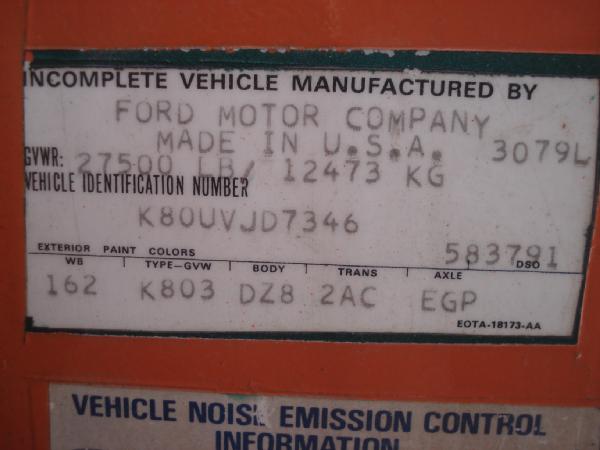 INCOMPLETE VEHICLE MANUFACTURED BY
FORD MOTOR COMPANY
MADE IN U.S.A. 3079L
GVWR: 27500 LB/ 12473 KG
VEHICLE IDENTIFICATION NUMBER
K80UVJD7346
EXTERIOR PAINT COLORS 583791 DSO
WB TYPE-GVW BODY TRANS AXLE
162 K803 DZ8 2AC EGP
EOTA-18173-AA
VEHICLE NOISE EMISSION CONTROL
INFORMATION